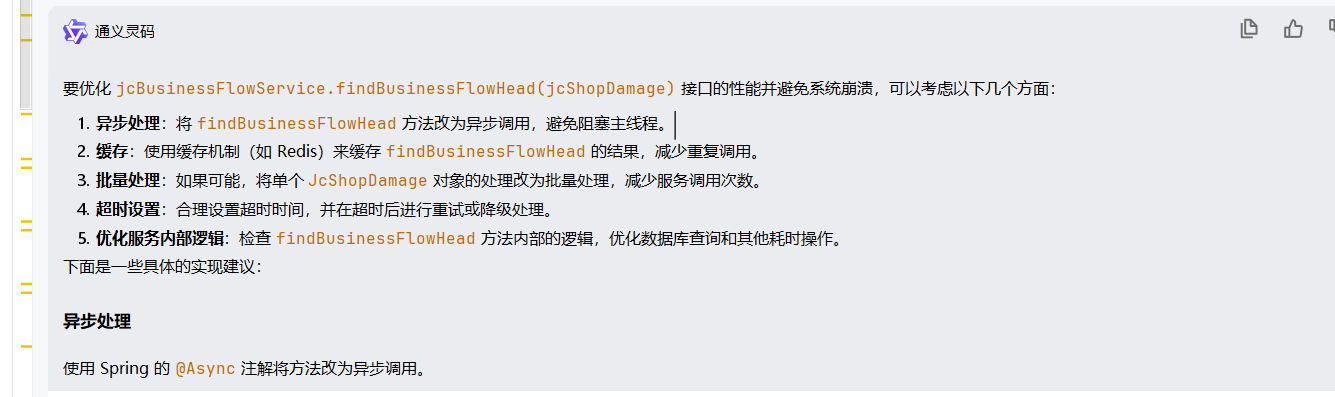 通义灵码
要优化 jcBusinessFlowService.findBusinessFlowHead(jcShopDamage) 接口的性能并避免系统崩溃，可以考虑以下几个方面：
1. 异步处理：将 findBusinessFlowHead 方法改为异步调用，避免阻塞主线程。
2. 缓存：使用缓存机制（如 Redis）来缓存 findBusinessFlowHead 的结果，减少重复调用。
3. 批量处理：如果可能，将单个 JcShopDamage 对象的处理改为批量处理，减少服务调用次数。
4. 超时设置：合理设置超时时间，并在超时后进行重试或降级处理。
5. 优化服务内部逻辑：检查 findBusinessFlowHead 方法内部的逻辑，优化数据库查询和其他耗时操作。
下面是一些具体的实现建议：
异步处理
使用 Spring 的 @Async 注解将方法改为异步调用。